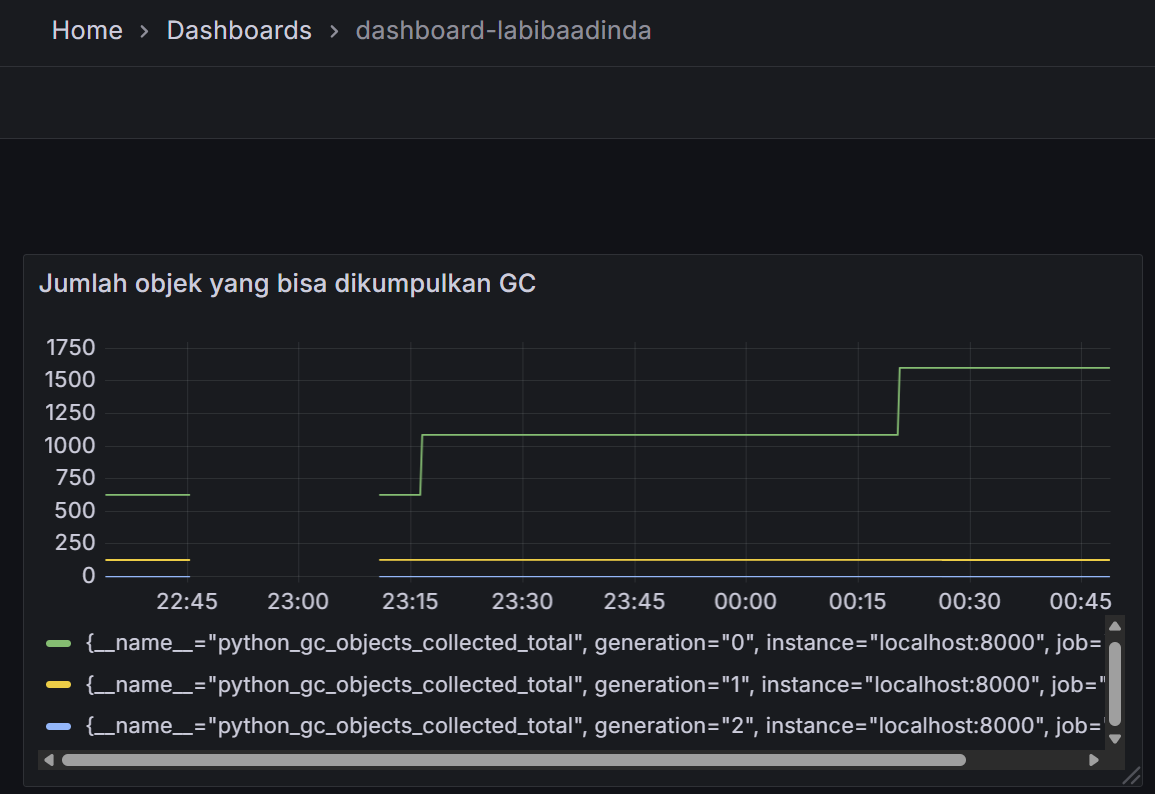 Home › Dashboards › dashboard-labibaadinda
Jumlah objek yang bisa dikumpulkan GC
1750
1500
1250
1000
750
500
250
0
22:45 23:00 23:15 23:30 23:45 00:00 00:15 00:30 00:45
{__name__="python_gc_objects_collected_total", generation="0", instance="localhost:8000", job=
{__name__="python_gc_objects_collected_total", generation="1", instance="localhost:8000", job="
{__name__="python_gc_objects_collected_total", generation="2", instance="localhost:8000", job=